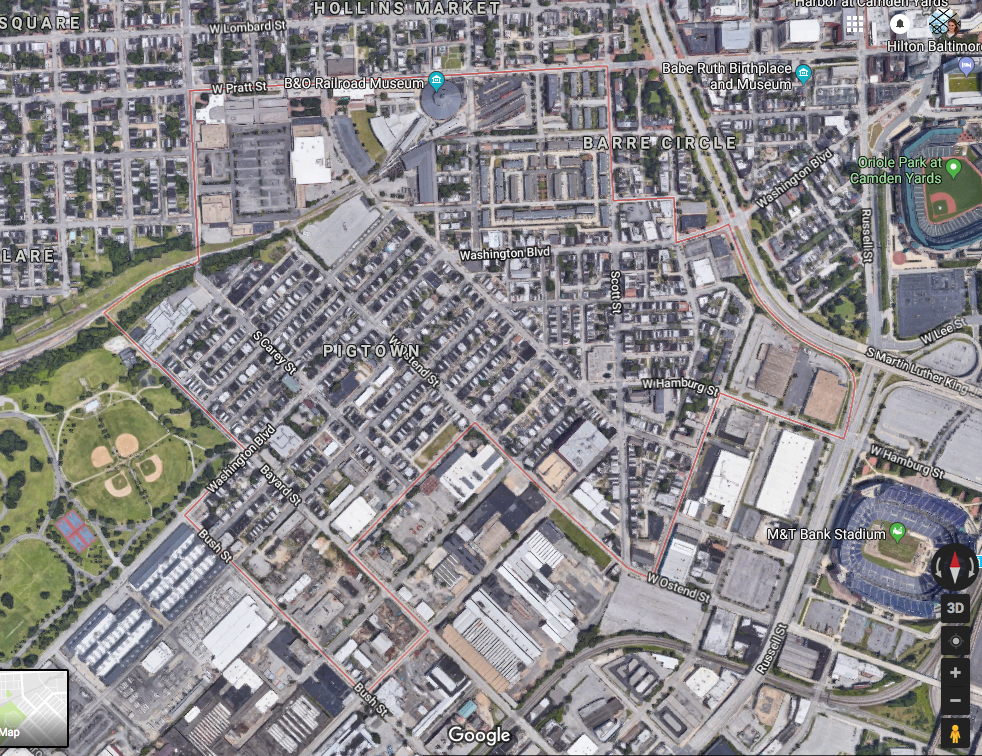 Harbor at Camden Yards
HOLLINS MARKET
SQUARE
W Lombard St
Hilton Baltimore
B&O Railroad Museum
Babe Ruth Birthplace
and Museum
W Pratt St
BARRE CIRCLE
Oriole Park at
Camden Yards
Washington Blvd
Russell St
LARE
Washington Blvd
Scott St
W Lee St
S Carey St
PIGTOWN
W Ostend St
S Martin Luther King
W Hamburg St
Washington Blvd
Bayard St
W Hamburg St
M&T Bank Stadium
Bush St
W Ostend St
3D
Russell St
Bush St
Map
Google